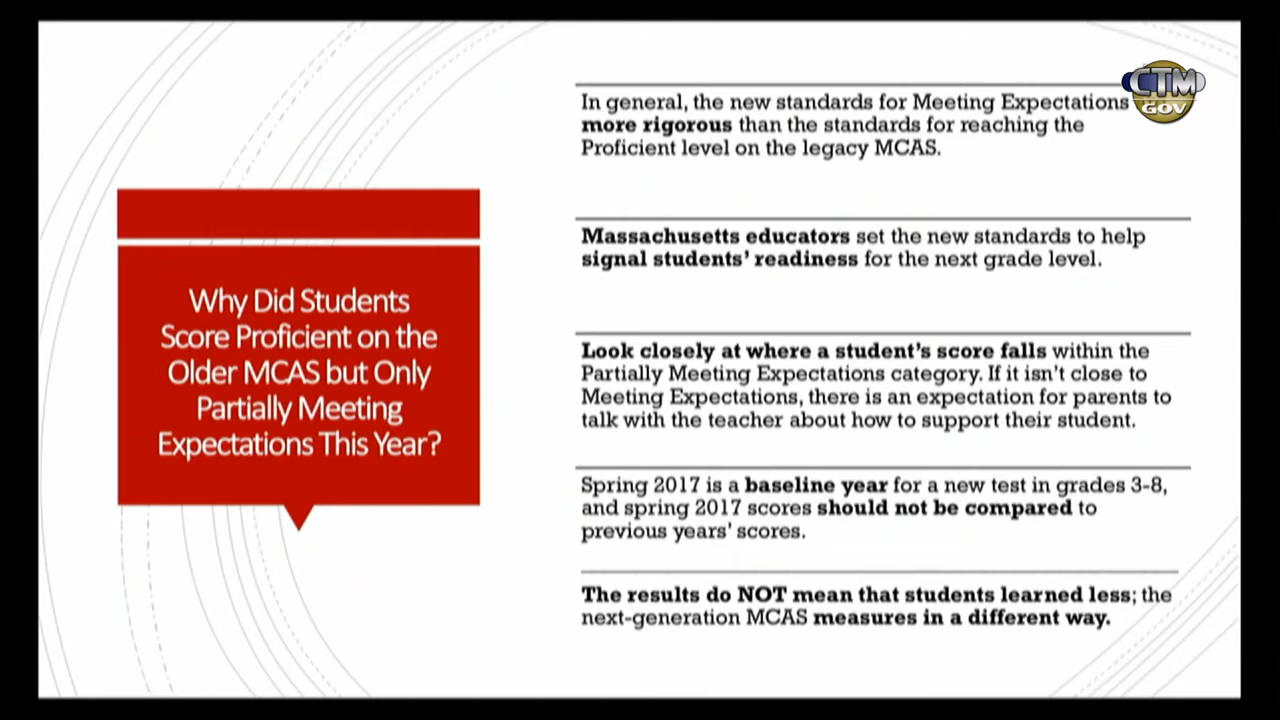 CTM
GOV
In general, the new standards for Meeting Expectations
more rigorous than the standards for reaching the
Proficient level on the legacy MCAS.
Massachusetts educators set the new standards to help
signal students’ readiness for the next grade level.
Why Did Students
Score Proficient on the
Older MCAS but Only
Partially Meeting
Expectations This Year?
Look closely at where a student’s score falls within the
Partially Meeting Expectations category. If it isn’t close to
Meeting Expectations, there is an expectation for parents to
talk with the teacher about how to support their student.
Spring 2017 is a baseline year for a new test in grades 3-8,
and spring 2017 scores should not be compared to
previous years’ scores.
The results do NOT mean that students learned less; the
next-generation MCAS measures in a different way.